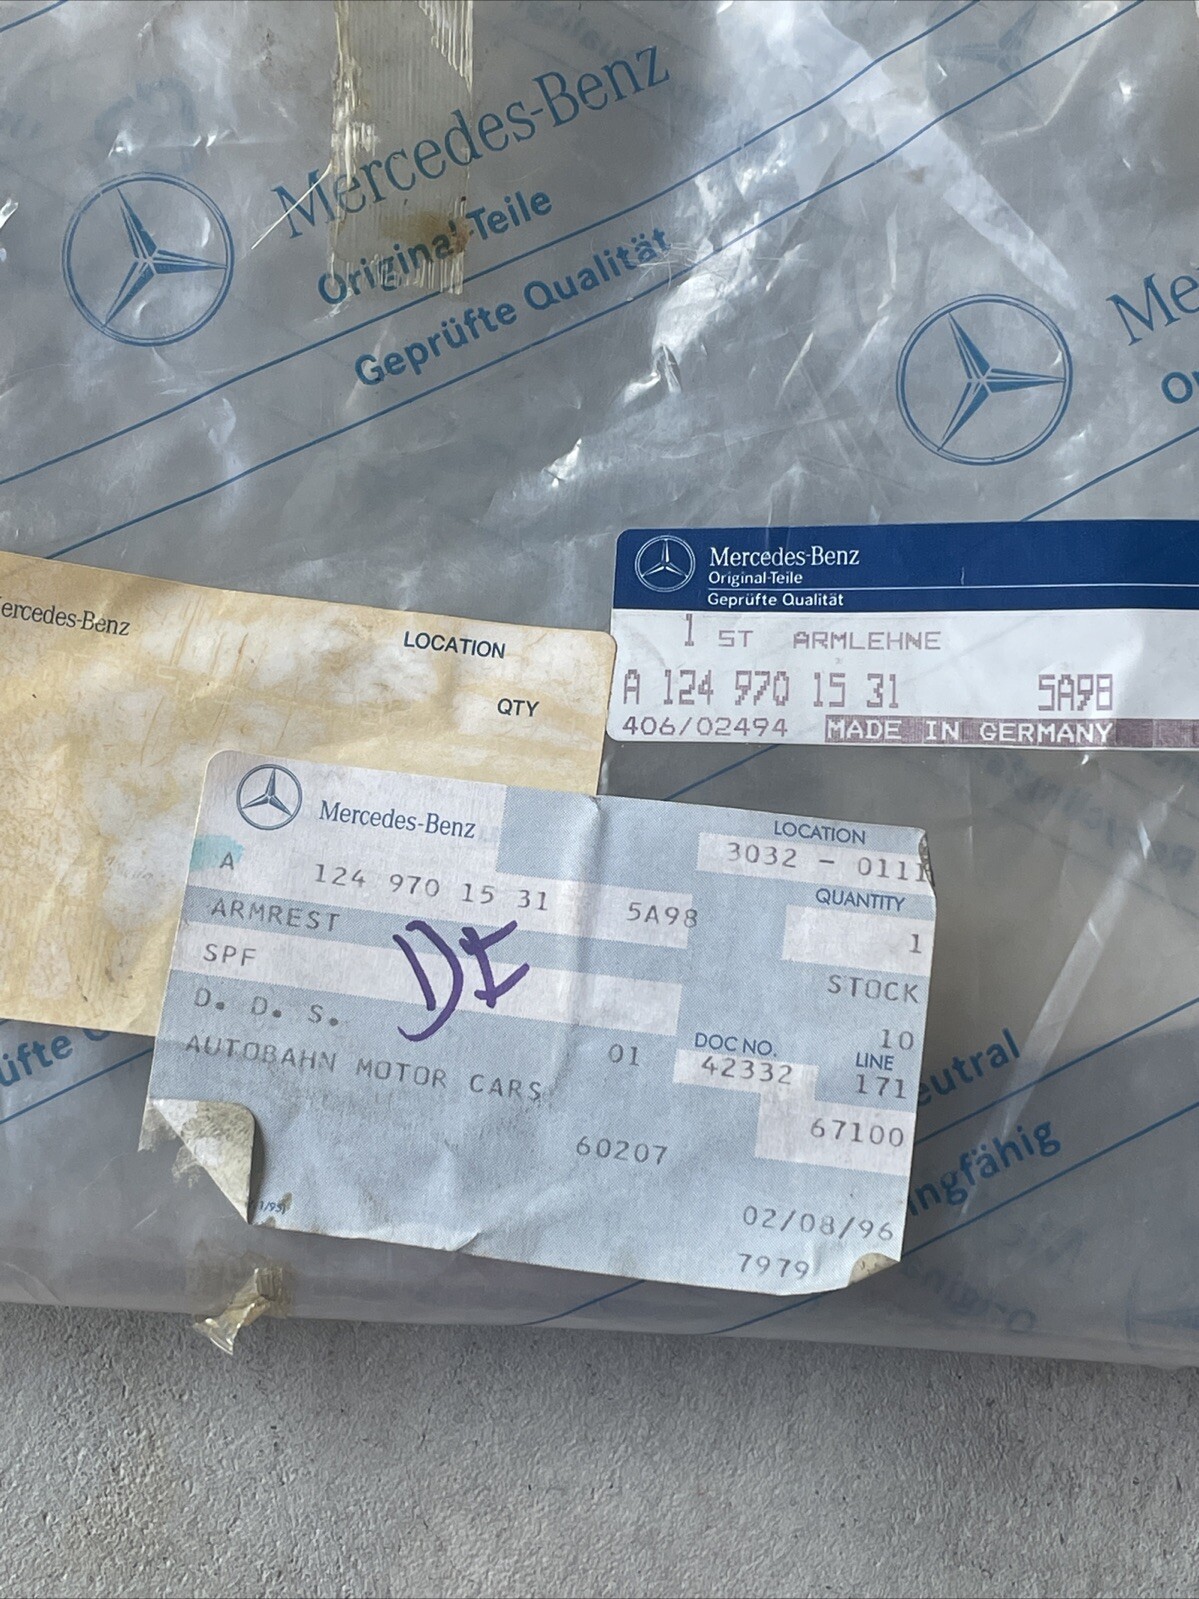 Mercedes-Benz
Original-Teile
Geprüfte Qualität
Mercedes-Benz
Original-Teile
Geprüfte Qualität
1 ST ARMLEHNE
A 124 970 15 31 5A98
406/02494 MADE IN GERMANY
LOCATION
QTY
Mercedes-Benz
LOCATION
3032 - 0111
A 124 970 15 31 5A98
QUANTITY
1
ARMREST
SPF
DI
STOCK
D. D. S.
10
AUTOBAHN MOTOR CARS 01
DOC NO.
42332
LINE
171
67100
60207
02/08/96
7979